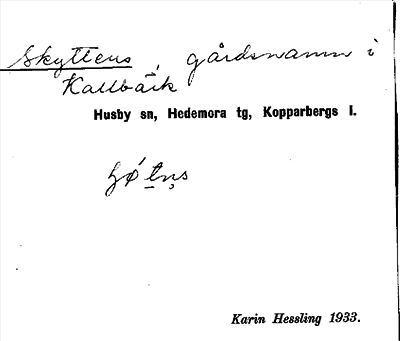 Skyttens, gårdsnamn i
Kallbäck
Husby sn, Hedemora tg, Kopparbergs l.
Karin Hessling 1933.